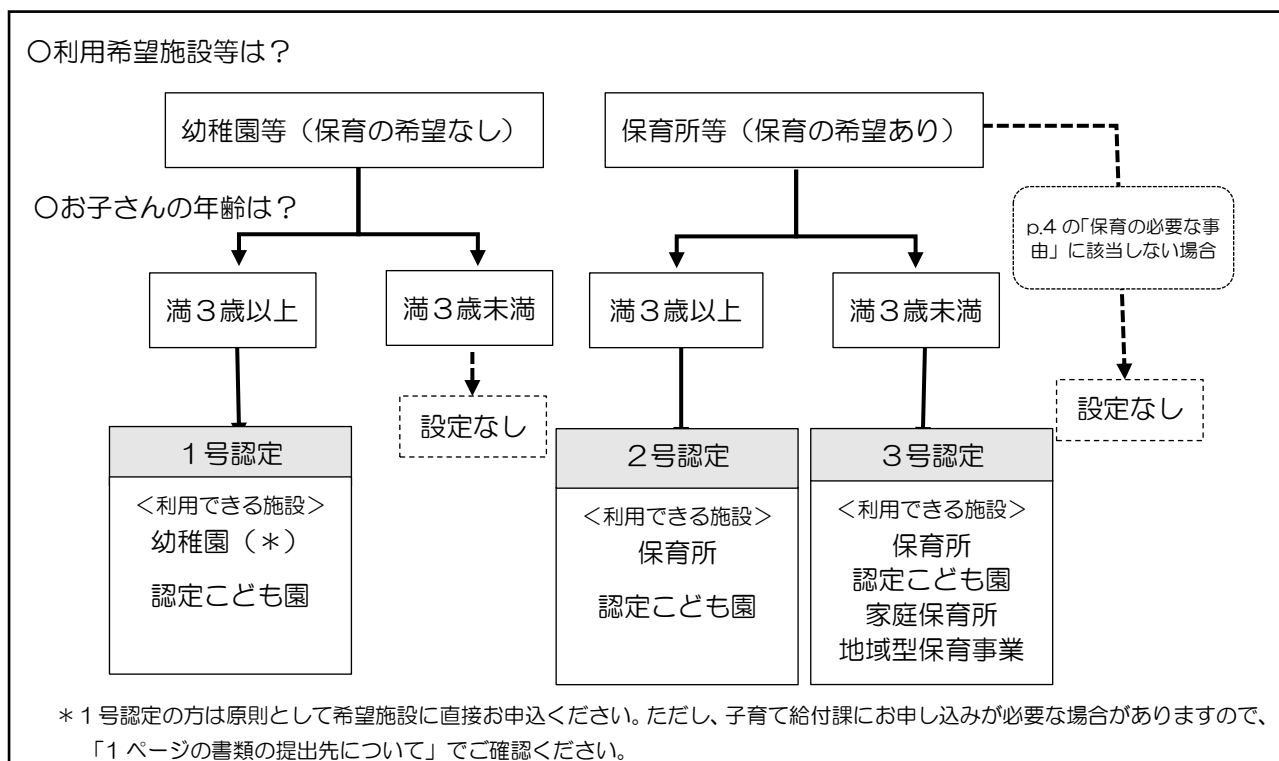 〇利用希望施設等は？
幼稚園等（保育の希望なし）
保育所等（保育の希望あり）
〇お子さんの年齢は？
p.4 の「保育の必要な事
由」に該当しない場合
満３歳以上
満３歳未満
満３歳以上
満３歳未満
設定なし
設定なし
１号認定
＜利用できる施設＞
幼稚園（＊）
認定こども園
２号認定
＜利用できる施設＞
保育所
認定こども園
３号認定
＜利用できる施設＞
保育所
認定こども園
家庭保育所
地域型保育事業
＊１号認定の方は原則として希望施設に直接お申込ください。ただし、子育て給付課にお申し込みが必要な場合がありますので、
「1 ページの書類の提出先について」でご確認ください。